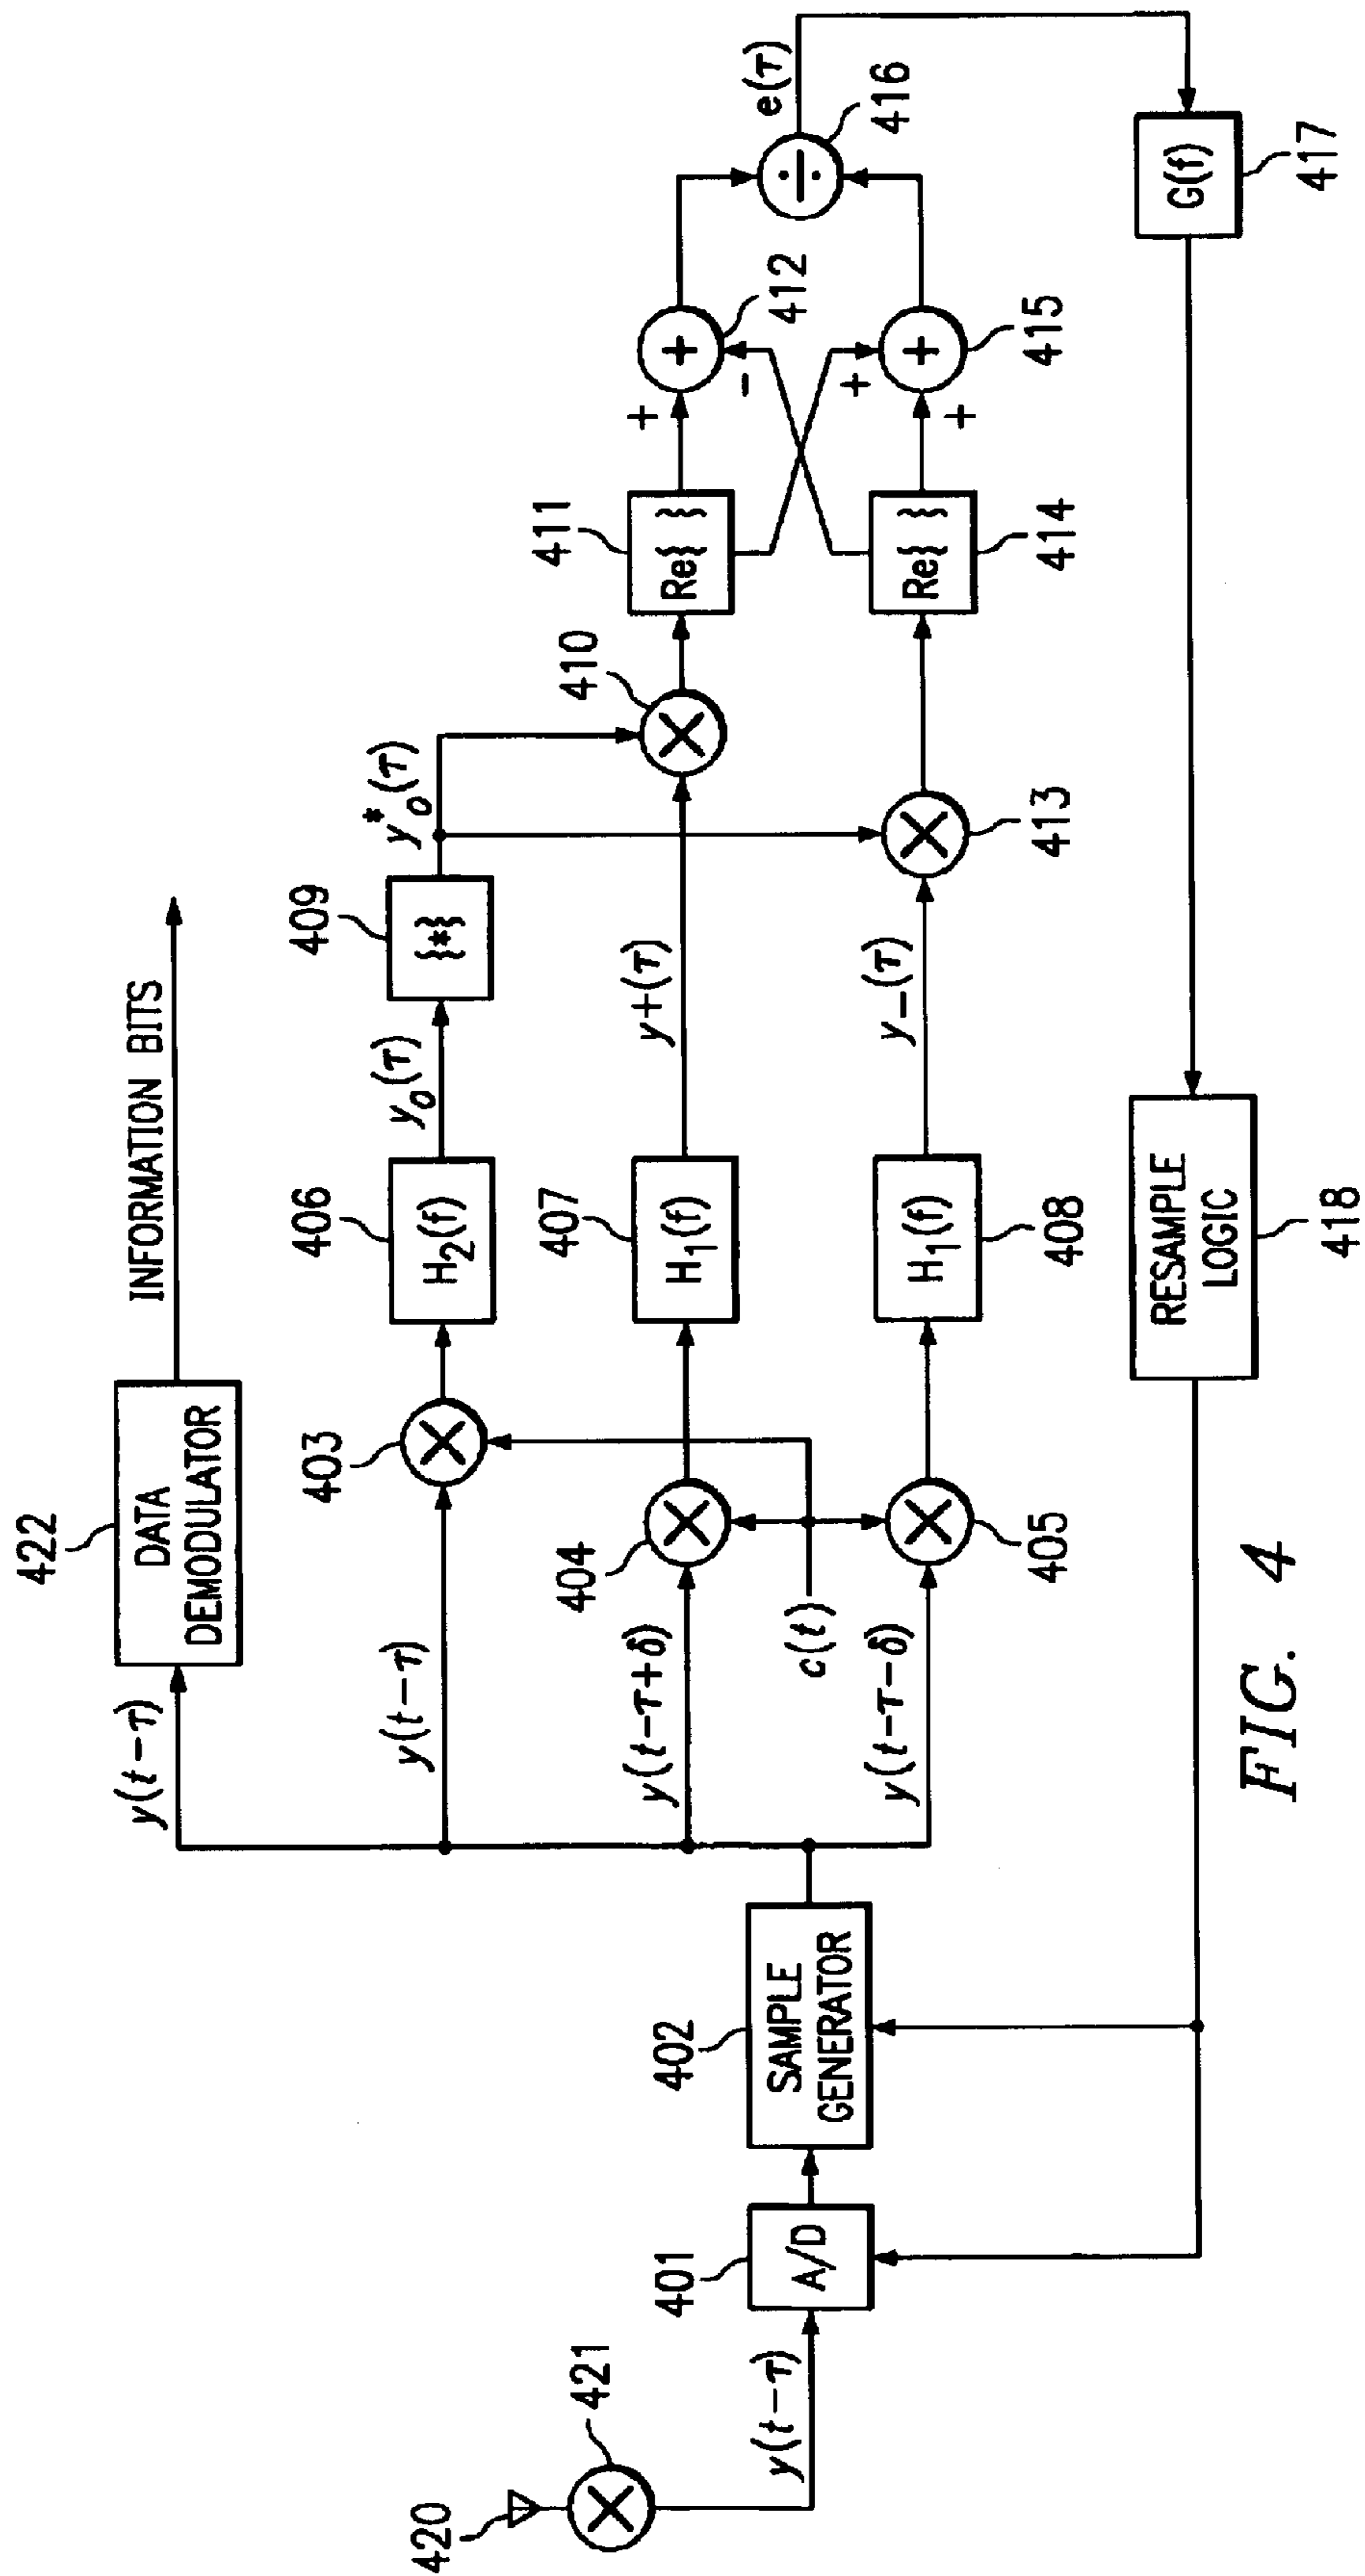 420
421
y(t−τ)
401
A/D
402
SAMPLE
GENERATOR
y(t−τ)
422
DATA
DEMODULATOR
INFORMATION BITS
y(t−τ)
403
406
H₂(f)
y₀(τ)
409
{*}
y*₀(τ)
y(t−τ+δ)
404
407
H₁(f)
y+(τ)
410
411
Re{ }
+
−
+
412
c(t)
y(t−τ−δ)
405
H₁(f)
408
y₋(τ)
413
Re{ }
414
+
+
+
415
÷
416
e(τ)
G(f)
417
RESAMPLE
LOGIC
418
FIG. 4